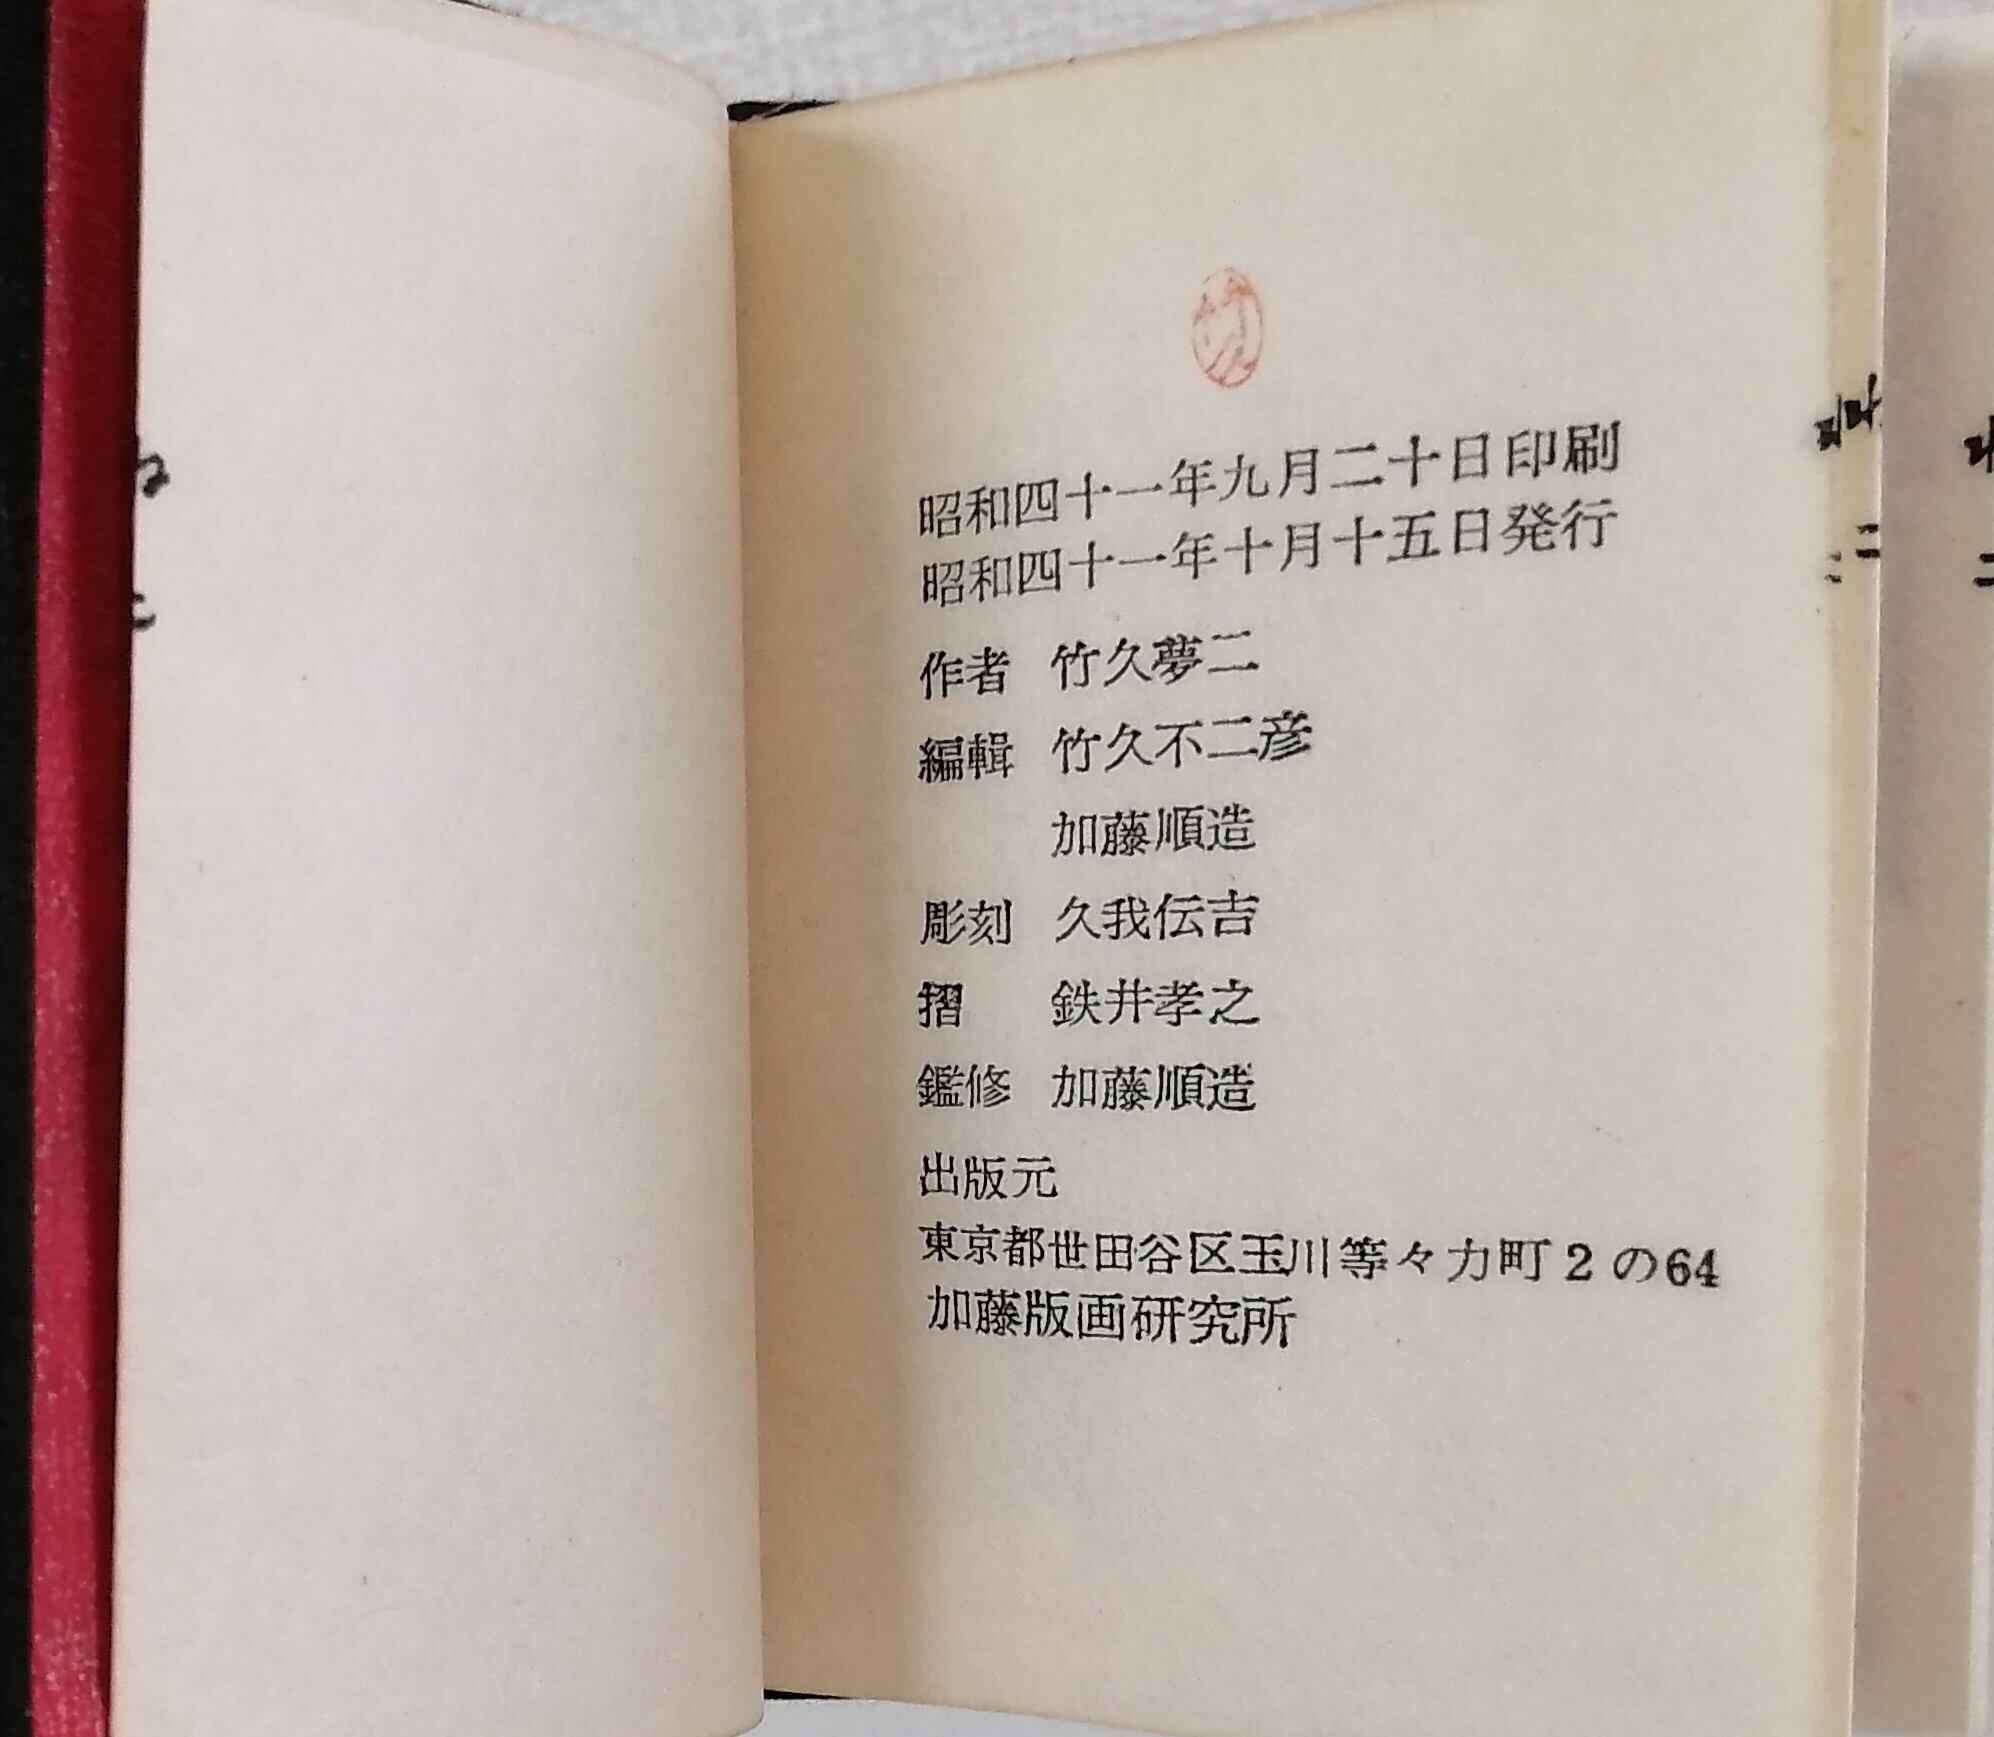 昭和四十一年九月二十日印刷
昭和四十一年十月十五日発行
作者 竹久夢二
編輯 竹久不二彦
加藤順造
彫刻 久我伝吉
摺 鉄井孝之
鑑修 加藤順造
出版元
東京都世田谷区玉川等々力町2の64
加藤版画研究所